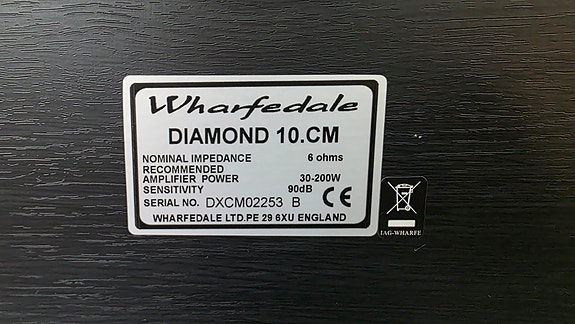 Wharfedale
DIAMOND 10.CM
NOMINAL IMPEDANCE 6 ohms
RECOMMENDED
AMPLIFIER POWER 30-200W
SENSITIVITY 90dB
SERIAL NO. DXCM02253 B CE
WHARFEDALE LTD.PE 29 6XU ENGLAND
IAG-WHARFE